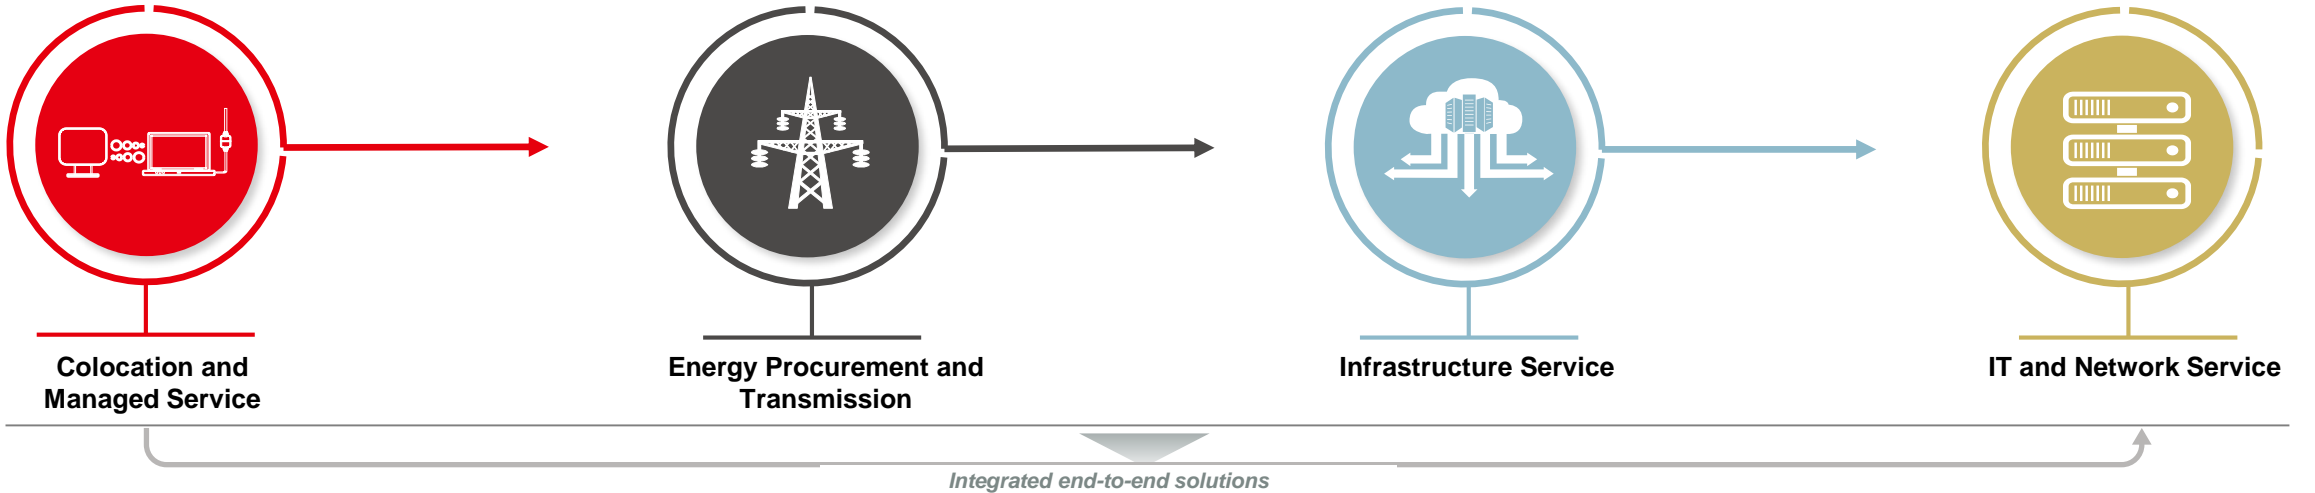 Colocation and
Managed Service
Energy Procurement and
Transmission
Infrastructure Service
IT and Network Service
Integrated end-to-end solutions